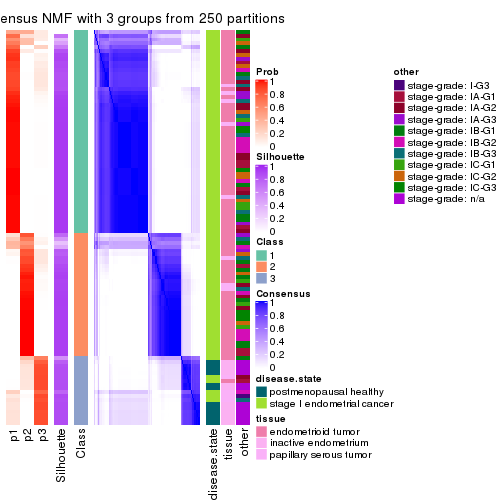 ensus NMF with 3 groups from 250 partitions
Prob
1
0.8
0.6
0.4
0.2
0
Silhouette
1
0.8
0.6
0.4
0.2
0
Class
1
2
3
Consensus
1
0.8
0.6
0.4
0.2
0
disease.state
postmenopausal healthy
stage I endometrial cancer
tissue
endometrioid tumor
inactive endometrium
papillary serous tumor
other
stage-grade: I-G3
stage-grade: IA-G1
stage-grade: IA-G2
stage-grade: IA-G3
stage-grade: IB-G1
stage-grade: IB-G2
stage-grade: IB-G3
stage-grade: IC-G1
stage-grade: IC-G2
stage-grade: IC-G3
stage-grade: n/a
p1
p2
p3
Silhouette
Class
disease.state
tissue
other